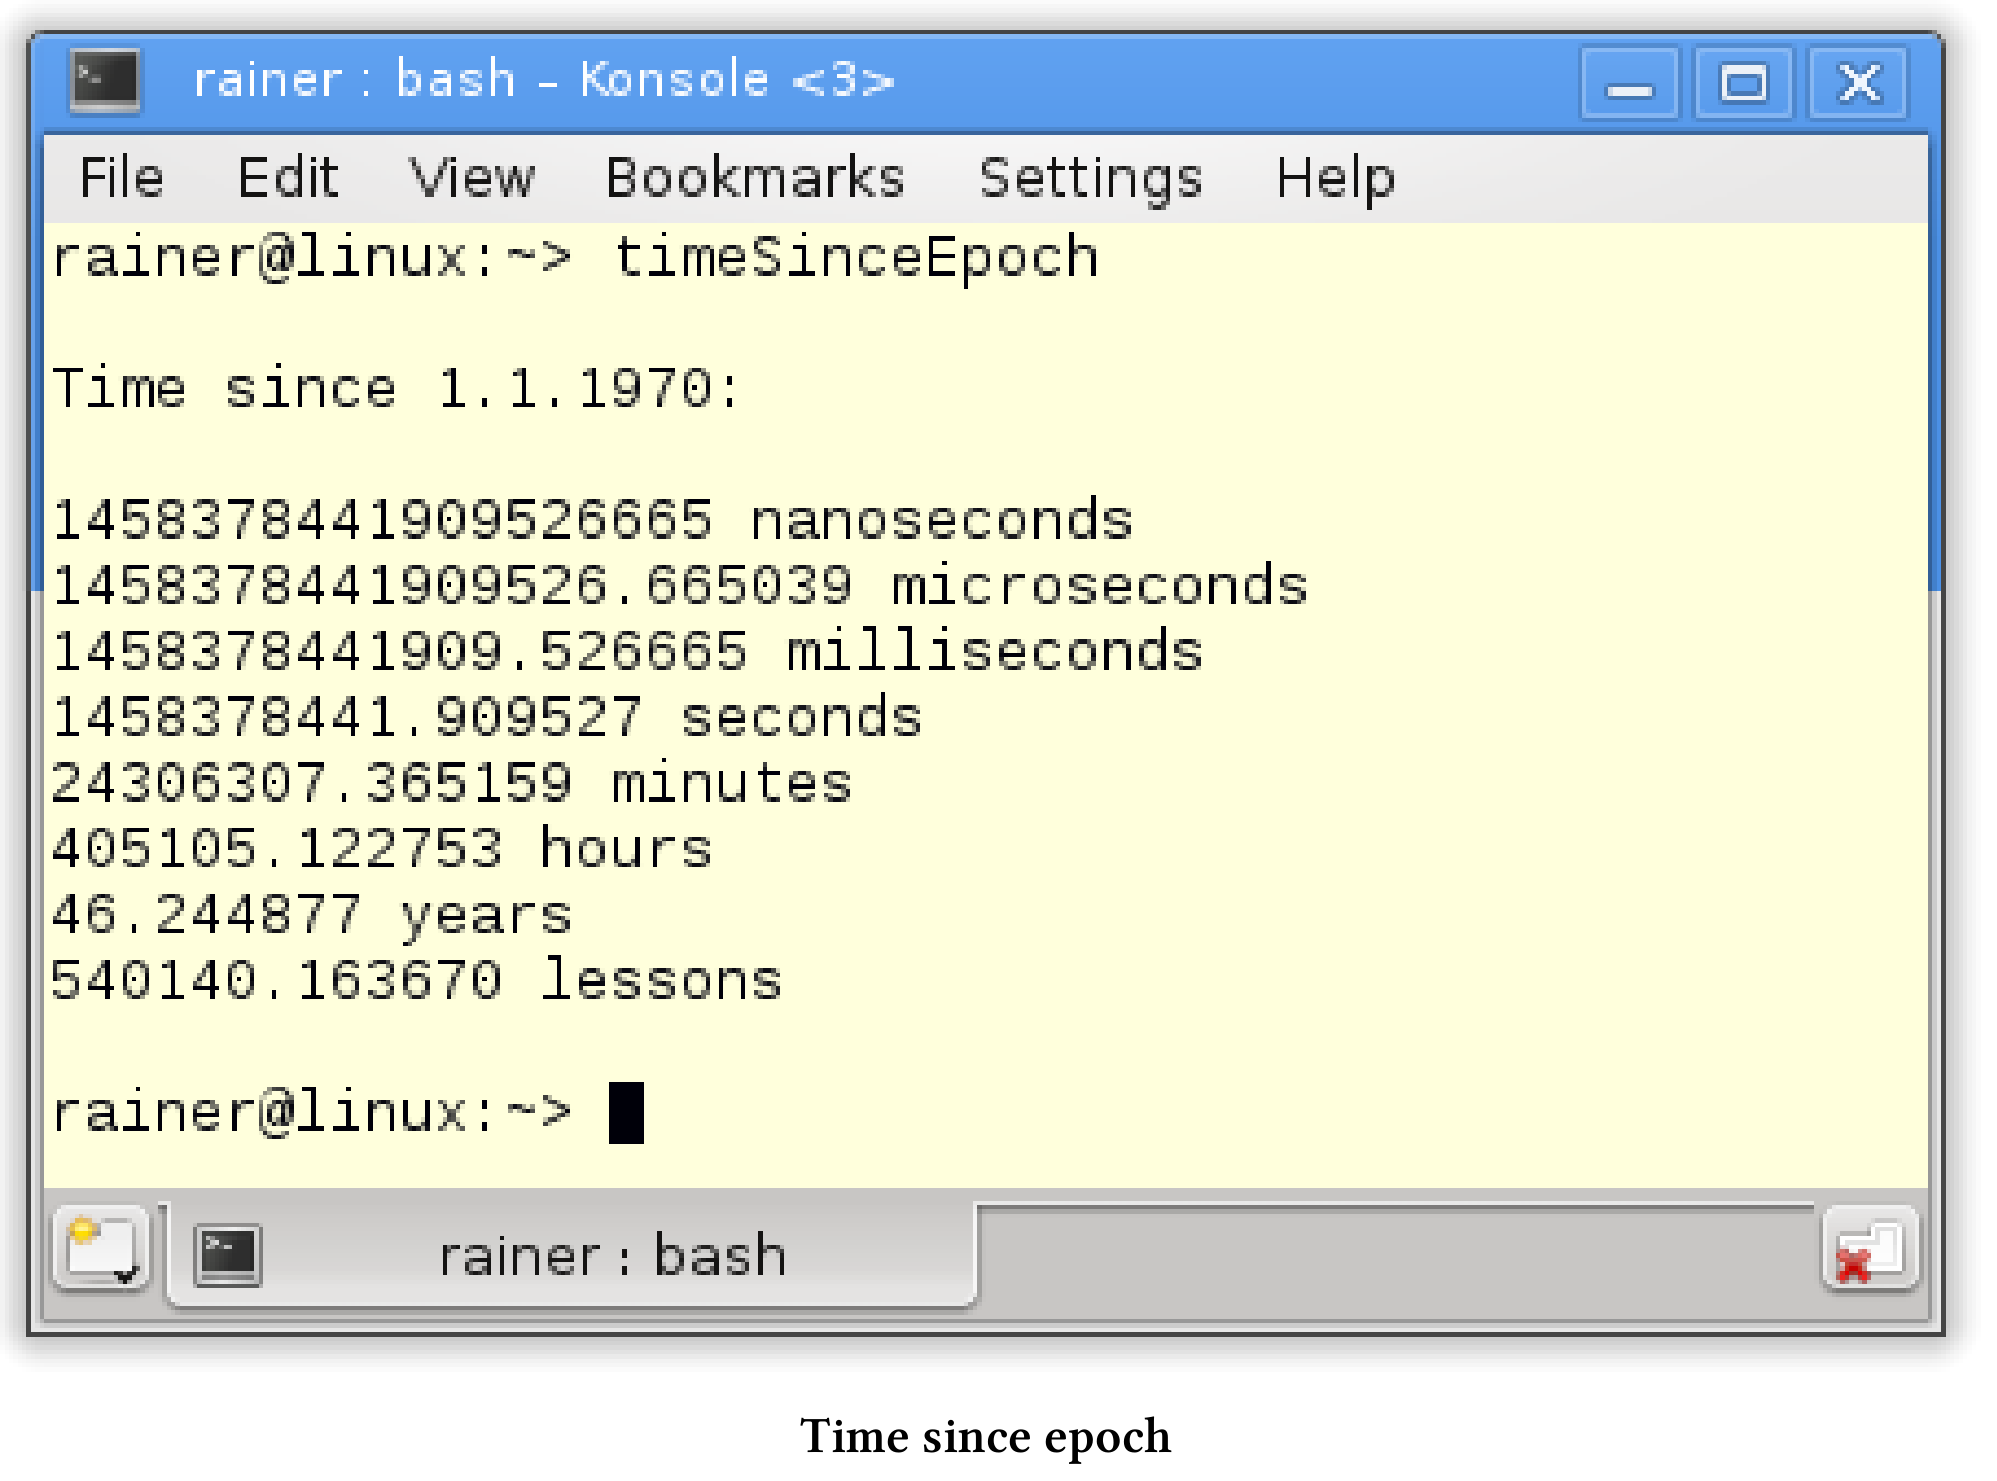 rainer : bash – Konsole <3>
File Edit View Bookmarks Settings Help
rainer@linux:~> timeSinceEpoch
Time since 1.1.1970:
1458378441909526665 nanoseconds
1458378441909526.665039 microseconds
1458378441909.526665 milliseconds
1458378441.909527 seconds
24306307.365159 minutes
405105.122753 hours
46.244877 years
540140.163670 lessons
rainer@linux:~>
rainer : bash
Time since epoch